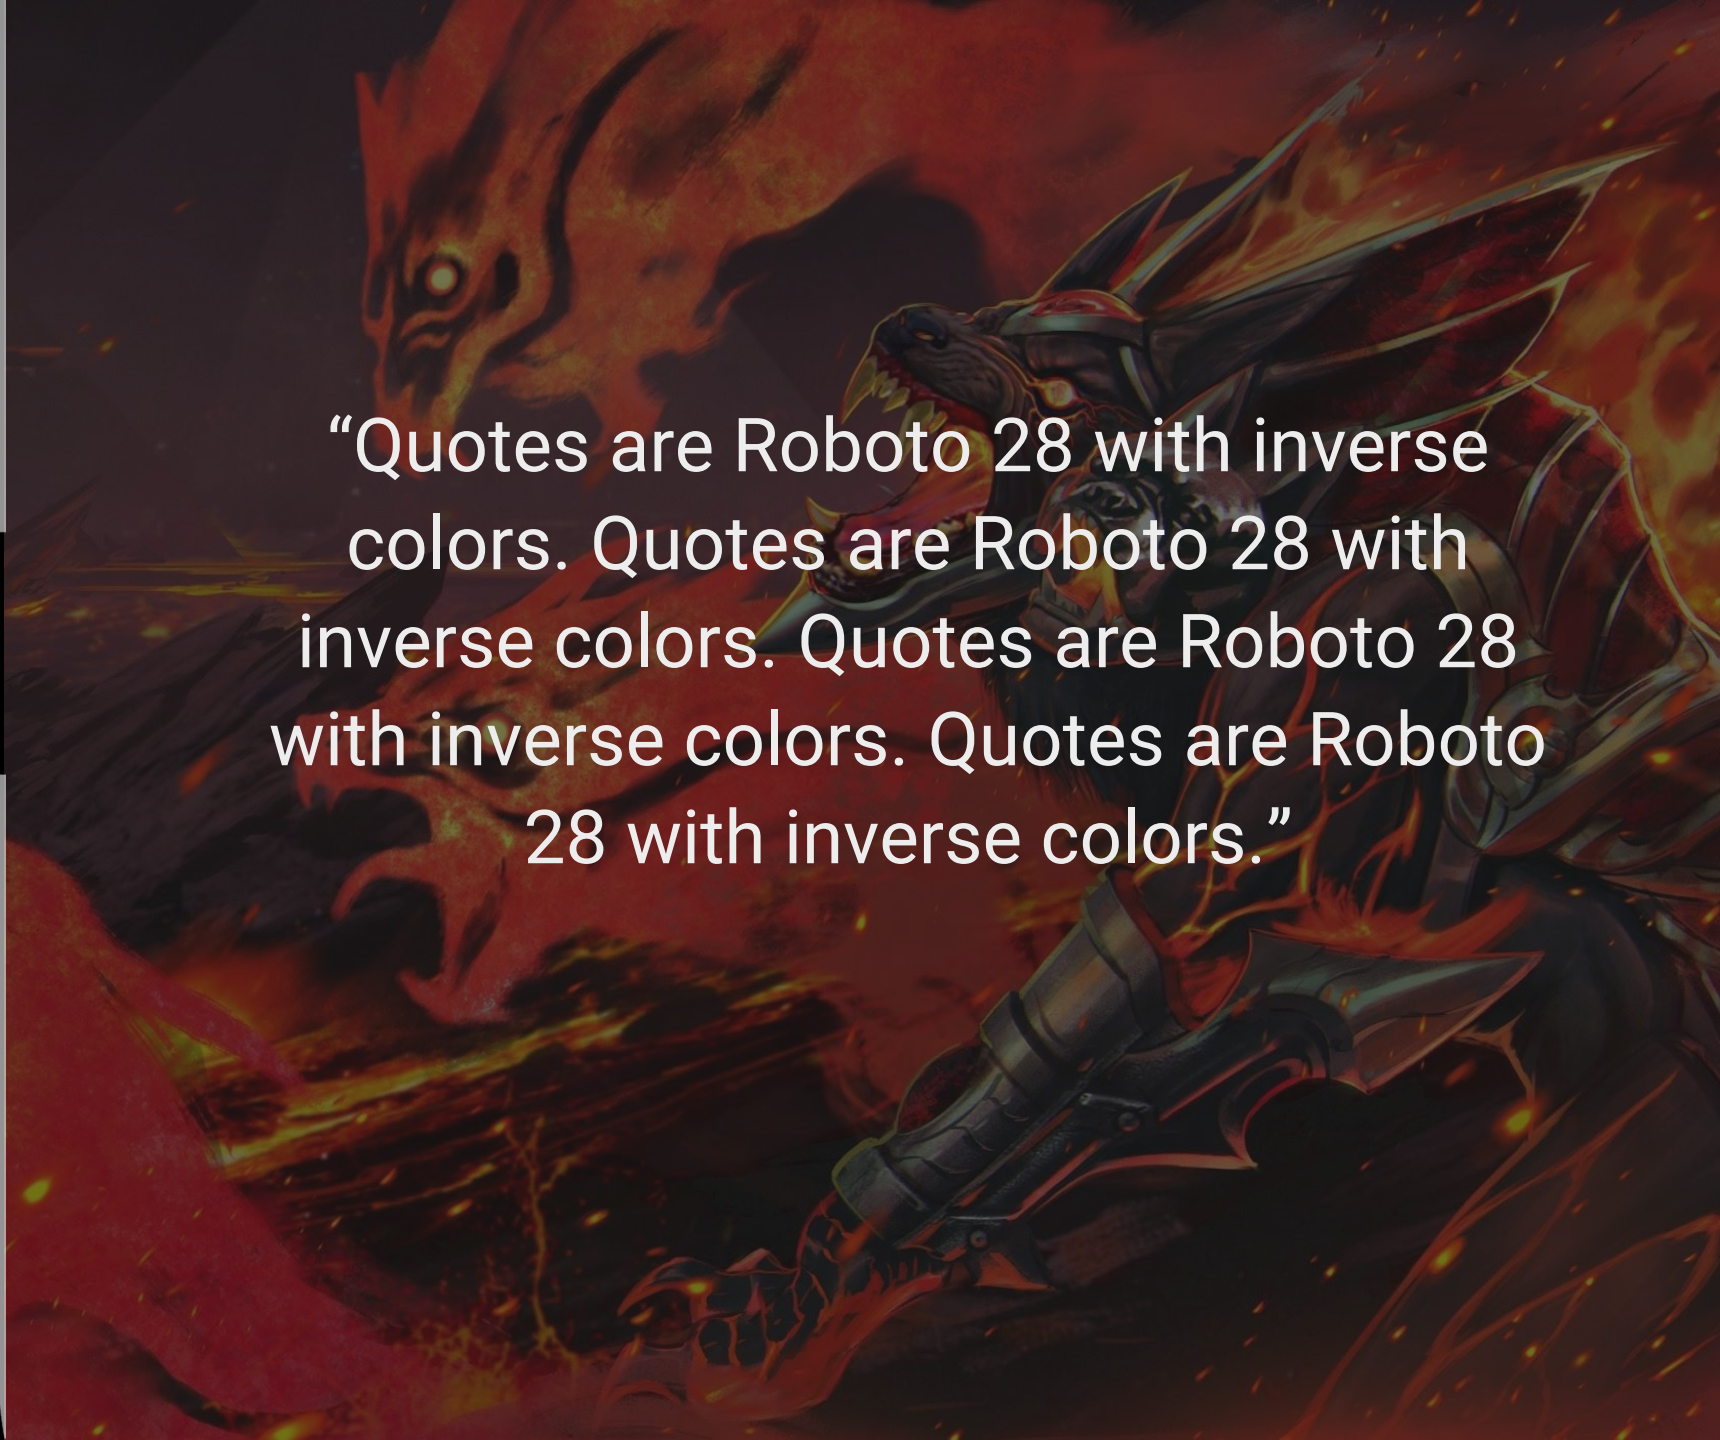 “Quotes are Roboto 28 with inverse
colors. Quotes are Roboto 28 with
inverse colors. Quotes are Roboto 28
with inverse colors. Quotes are Roboto
28 with inverse colors.”